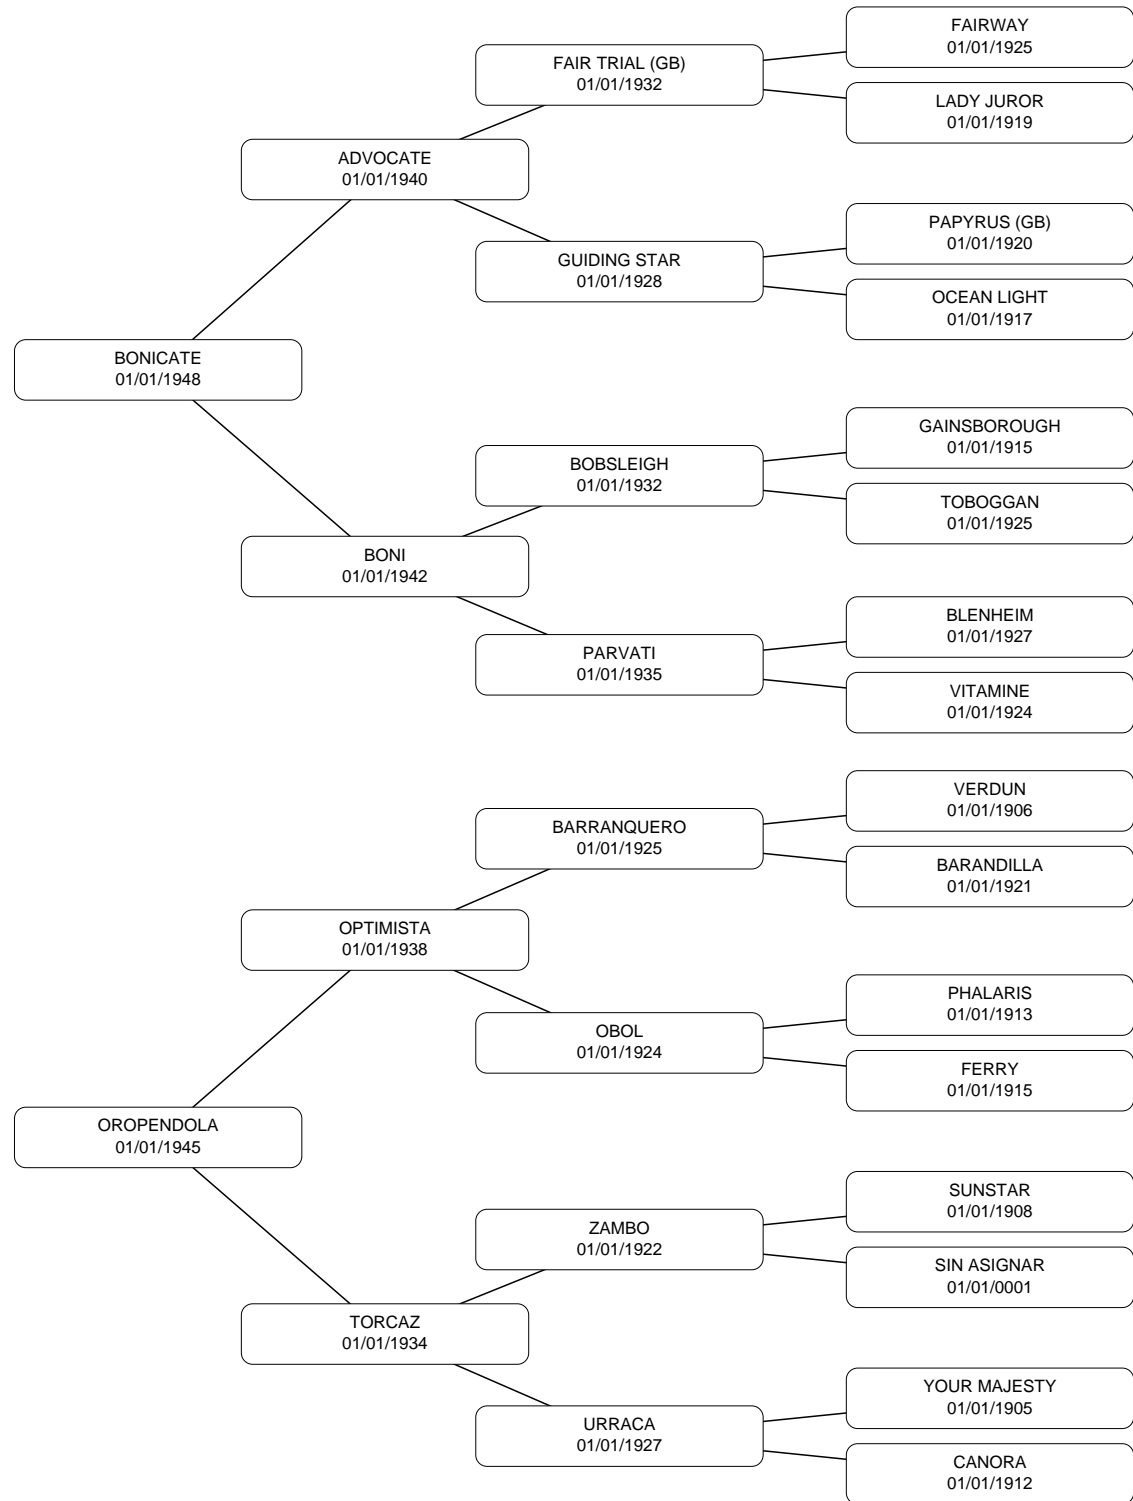 FAIRWAY
01/01/1925
FAIR TRIAL (GB)
01/01/1932
LADY JUROR
01/01/1919
ADVOCATE
01/01/1940
PAPYRUS (GB)
01/01/1920
GUIDING STAR
01/01/1928
OCEAN LIGHT
01/01/1917
BONICATE
01/01/1948
GAINSBOROUGH
01/01/1915
BOBSLEIGH
01/01/1932
TOBOGGAN
01/01/1925
BONI
01/01/1942
BLENHEIM
01/01/1927
PARVATI
01/01/1935
VITAMINE
01/01/1924
VERDUN
01/01/1906
BARRANQUERO
01/01/1925
BARANDILLA
01/01/1921
OPTIMISTA
01/01/1938
PHALARIS
01/01/1913
OBOL
01/01/1924
FERRY
01/01/1915
OROPENDOLA
01/01/1945
SUNSTAR
01/01/1908
ZAMBO
01/01/1922
SIN ASIGNAR
01/01/0001
TORCAZ
01/01/1934
YOUR MAJESTY
01/01/1905
URRACA
01/01/1927
CANORA
01/01/1912